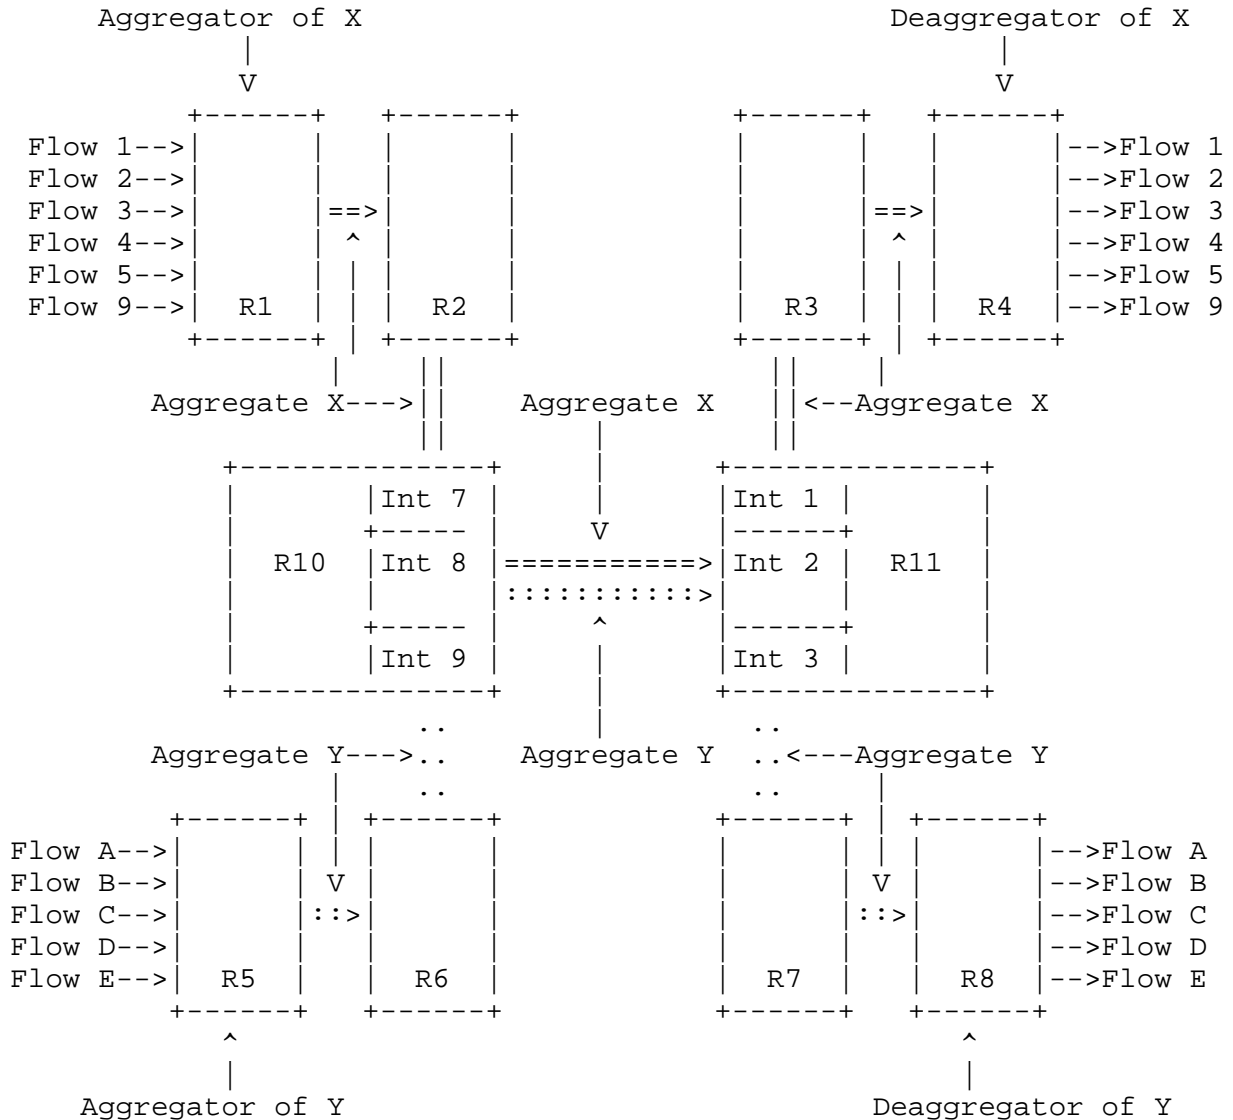 Aggregator of X                              Deaggregator of X
             |                                          |
             V                                          V
          +------+   +------+            +------+   +------+
 Flow 1-->|      |   |      |            |      |   |      |-->Flow 1
 Flow 2-->|      |   |      |            |      |   |      |-->Flow 2
 Flow 3-->|      |==>|      |            |      |==>|      |-->Flow 3
 Flow 4-->|      | ^ |      |            |      | ^ |      |-->Flow 4
 Flow 5-->|      | | |      |            |      | | |      |-->Flow 5
 Flow 9-->|  R1  | | |  R2  |            |  R3  | | |  R4  |-->Flow 9
          +------+ | +------+            +------+ | +------+
                  |    ||                  ||    |
        Aggregate X--->||    Aggregate X   ||<--Aggregate X
                       ||        |         ||
            +--------------+     |      +--------------+
            |       |Int 7 |     |      |Int 1 |       |
            |       +----- |     V      |------+       |
            |  R10  |Int 8 |===========>|Int 2 |  R11  |
            |       |      |:::::::::::>|      |       |
            |       +----- |     ^      |------+       |
            |       |Int 9 |     |      |Int 3 |       |
            +--------------+     |      +--------------+
                       ..        |        ..
        Aggregate Y--->..    Aggregate Y  ..<---Aggregate Y
                  |    ..                 ..     |
         +------+ | +------+            +------+ | +------+
Flow A-->|      | | |      |            |      | | |      |-->Flow A
Flow B-->|      | V |      |            |      | V |      |-->Flow B
Flow C-->|      |::>|      |            |      |::>|      |-->Flow C
Flow D-->|      |   |      |            |      |   |      |-->Flow D
Flow E-->|  R5  |   |  R6  |            |  R7  |   |  R8  |-->Flow E
         +------+   +------+            +------+   +------+
            ^                                         ^
            |                                         |
    Aggregator of Y                              Deaggregator of Y